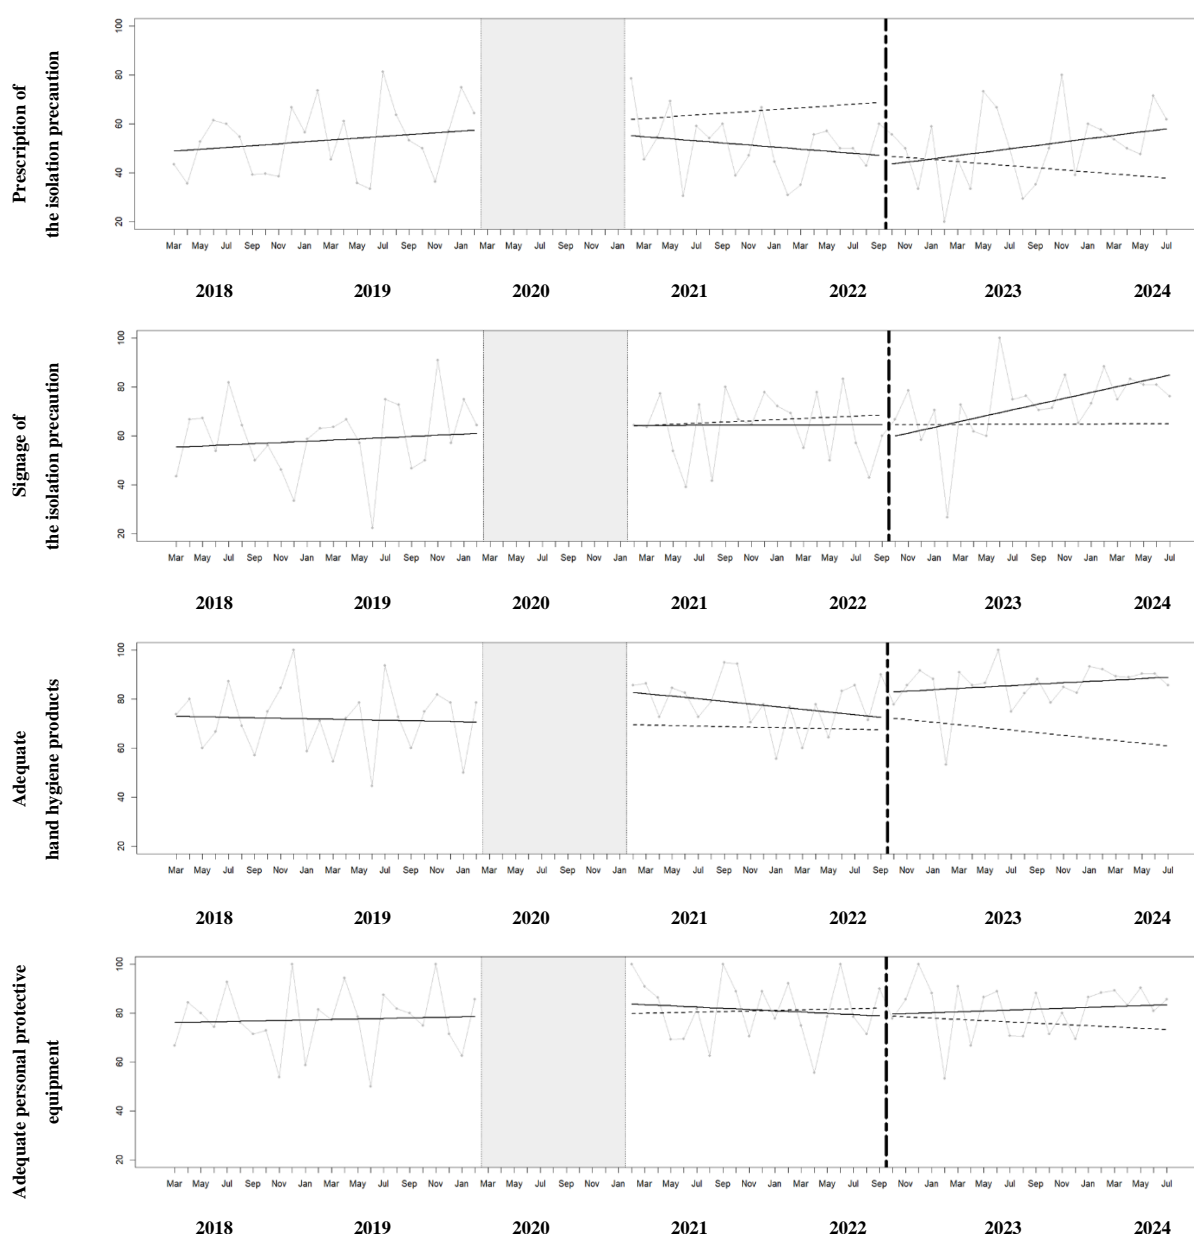 Prescription of
the isolation precaution
100
80
60
40
20
Mar May Jul Sep Nov Jan Mar May Jul Sep Nov Jan Mar May Jul Sep Nov Jan Mar May Jul Sep Nov Jan Mar May Jul Sep Nov Jan Mar May Jul Sep Nov Jan Mar May Jul
2018 2019 2020 2021 2022 2023 2024
Signage of
the isolation precaution
100
80
60
40
20
Mar May Jul Sep Nov Jan Mar May Jul Sep Nov Jan Mar May Jul Sep Nov Jan Mar May Jul Sep Nov Jan Mar May Jul Sep Nov Jan Mar May Jul Sep Nov Jan Mar May Jul
2018 2019 2020 2021 2022 2023 2024
Adequate
hand hygiene products
100
80
60
40
20
Mar May Jul Sep Nov Jan Mar May Jul Sep Nov Jan Mar May Jul Sep Nov Jan Mar May Jul Sep Nov Jan Mar May Jul Sep Nov Jan Mar May Jul Sep Nov Jan Mar May Jul
2018 2019 2020 2021 2022 2023 2024
Adequate personal protective
equipment
100
80
60
40
20
Mar May Jul Sep Nov Jan Mar May Jul Sep Nov Jan Mar May Jul Sep Nov Jan Mar May Jul Sep Nov Jan Mar May Jul Sep Nov Jan Mar May Jul Sep Nov Jan Mar May Jul
2018 2019 2020 2021 2022 2023 2024